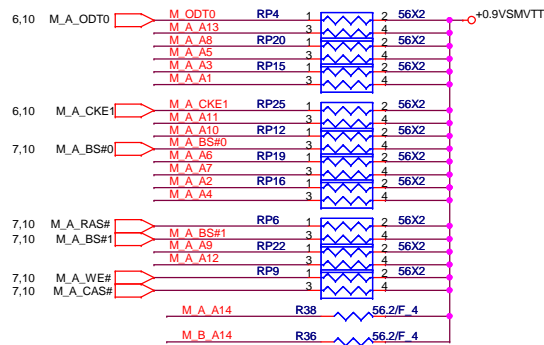 6,10 M_A_ODT0 M_ODT0 RP4 1 2 56X2 +0.9VSMVTT
M_A_A13 3 4
M_A_A8 RP20 1 2 56X2
M_A_A5 3 4
M_A_A3 RP15 1 2 56X2
M_A_A1 3 4
6,10 M_A_CKE1 M_A_CKE1 RP25 1 2 56X2
M_A_A11 3 4
M_A_A10 RP12 1 2 56X2
7,10 M_A_BS#0 M_A_BS#0 3 4
M_A_A6 RP19 1 2 56X2
M_A_A7 3 4
M_A_A2 RP16 1 2 56X2
M_A_A4 3 4
7,10 M_A_RAS# RP6 1 2 56X2
7,10 M_A_BS#1 M_A_BS#1 3 4
M_A_A9 RP22 1 2 56X2
M_A_A12 3 4
7,10 M_A_WE# RP9 1 2 56X2
7,10 M_A_CAS# 3 4
M_A_A14 R38 56.2/F_4
M_B_A14 R36 56.2/F_4